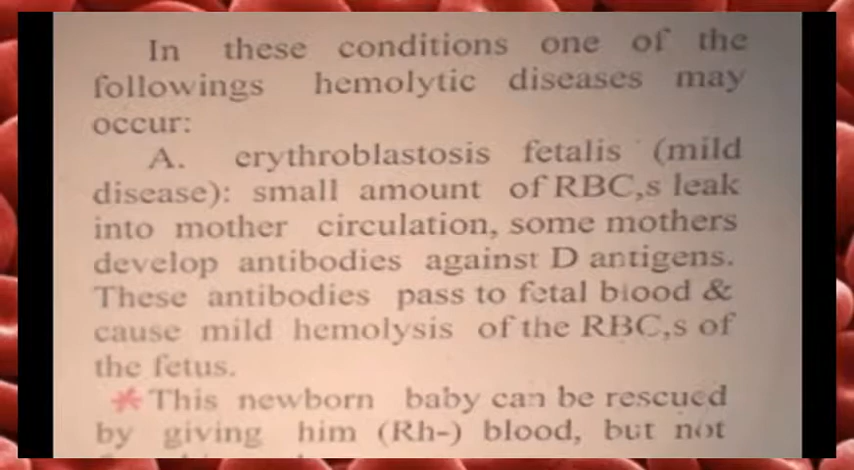 In these conditions one of the
followings hemolytic diseases may
occur:
A. erythroblastosis fetalis (mild
disease): small amount of RBC,s leak
into mother circulation, some mothers
develop antibodies against D antigens.
These antibodies pass to fetal blood &
cause mild hemolysis of the RBC,s of
the fetus.
* This newborn baby can be rescued
by giving him (Rh-) blood, but not